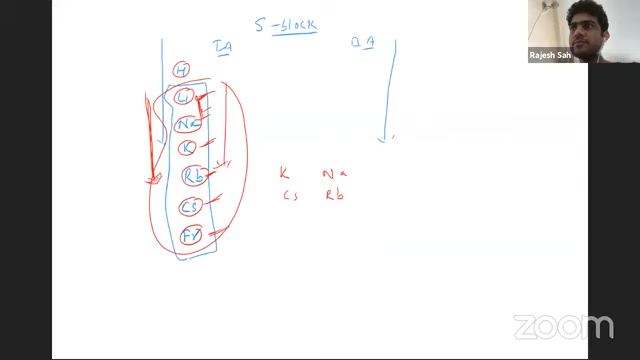 S-block
IA
IIA
H
Li
Na
K
Rb
Cs
Fr
K Na
Cs Rb
Rajesh Sah
zoom